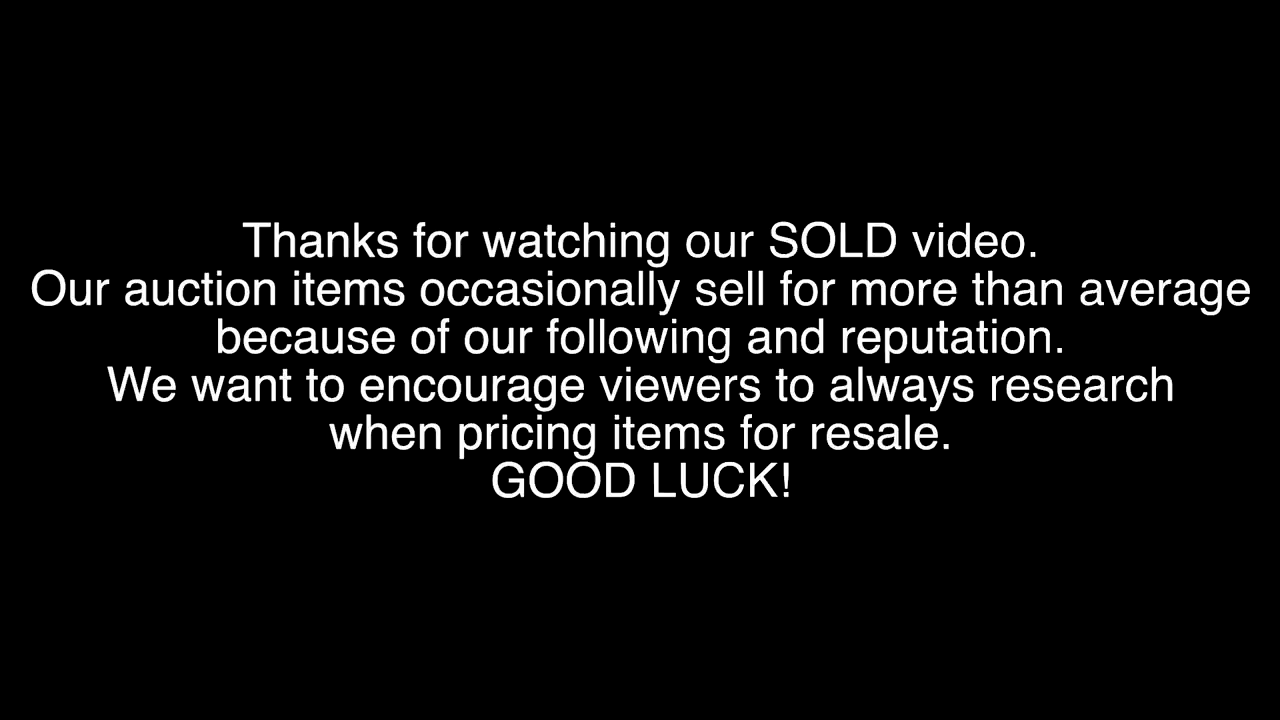 Thanks for watching our SOLD video.
Our auction items occasionally sell for more than average
because of our following and reputation.
We want to encourage viewers to always research
when pricing items for resale.
GOOD LUCK!